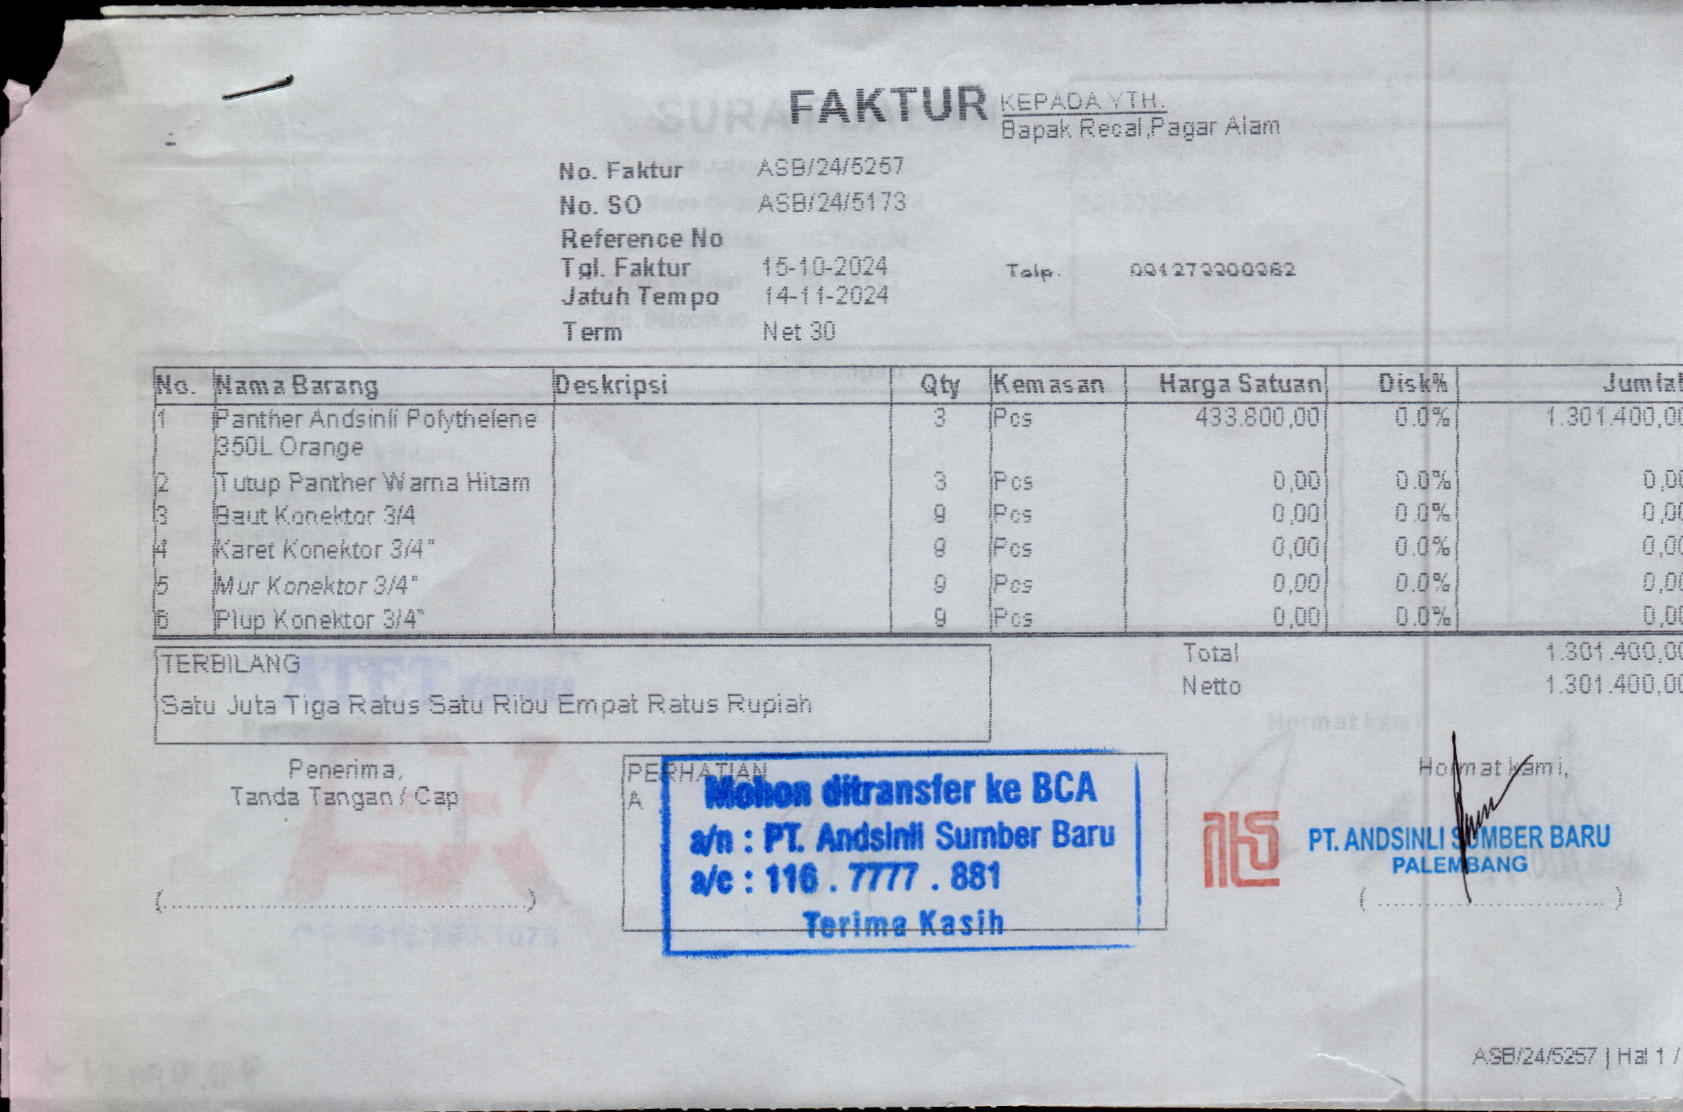 FAKTUR
KEPADA YTH.
Bapak Recal,Pagar Alam
No. Faktur ASB/24/5257
No. SO ASB/24/5173
Reference No
Tgl. Faktur 15-10-2024 Telp.
Jatuh Tempo 14-11-2024
Term Net 30
No. Nama Barang Deskripsi Qty Kemasan Harga Satuan Disk% Jumlah
1 Panther Andsinli Polythelene 3 Pcs 433.800,00 0.0% 1.301.400,00
350L Orange
2 Tutup Panther Warna Hitam 3 Pcs 0,00 0.0% 0,00
3 Baut Konektor 3/4 9 Pcs 0,00 0.0% 0,00
4 Karet Konektor 3/4" 9 Pcs 0,00 0.0% 0,00
5 Mur Konektor 3/4" 9 Pcs 0,00 0.0% 0,00
6 Plup Konektor 3/4" 9 Pcs 0,00 0.0% 0,00
Total 1.301.400,00
Netto 1.301.400,00
TERBILANG
Satu Juta Tiga Ratus Satu Ribu Empat Ratus Rupiah
Penerima,
Tanda Tangan / Cap
PERHATIAN
A
Mohon ditransfer ke BCA
a/n : PT. Andsinli Sumber Baru
a/c : 116 . 7777 . 881
Terima Kasih
Hormat kami,
PT. ANDSINLI SUMBER BARU
PALEMBANG
ASB/24/5257 | Hal 1 /